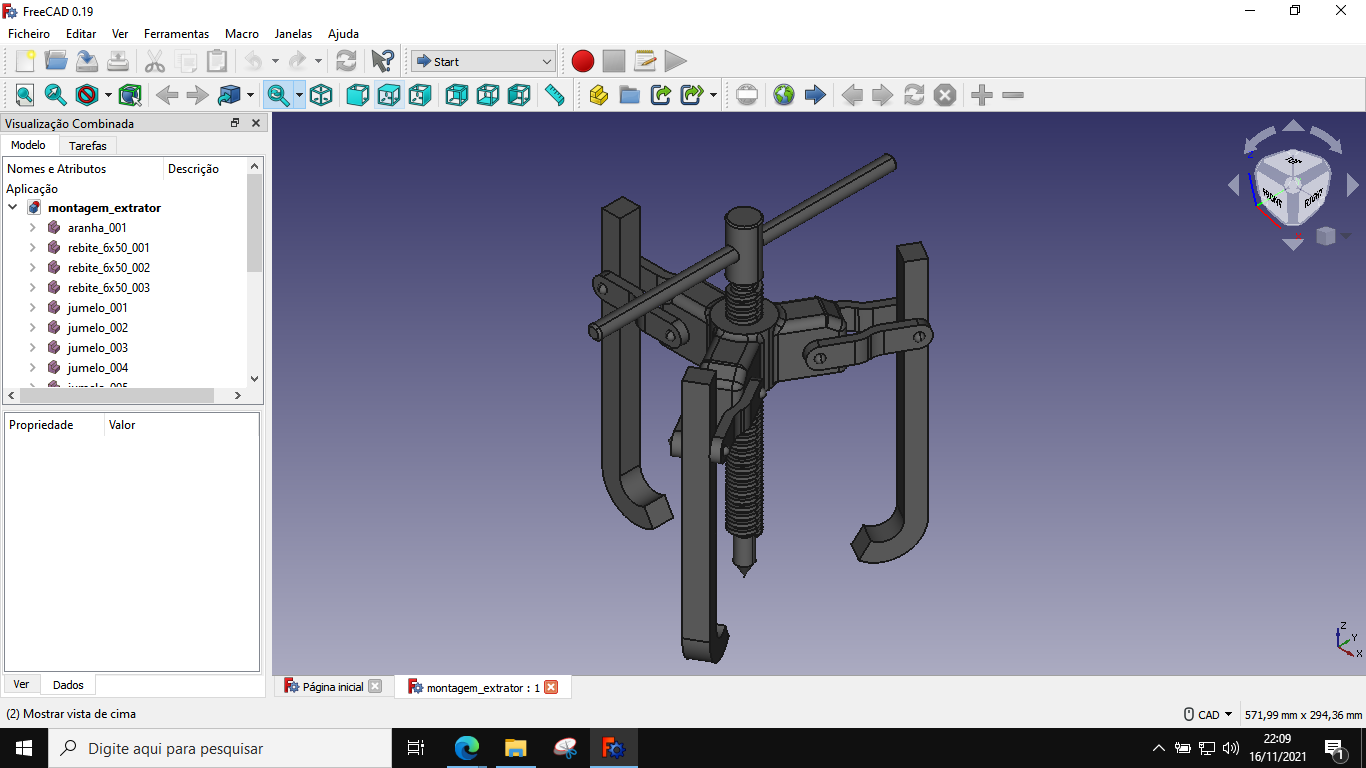 FreeCAD 0.19
Ficheiro Editar Ver Ferramentas Macro Janelas Ajuda
Start
Visualização Combinada
Modelo Tarefas
Nomes e Atributos Descrição
Aplicação
montagem_extrator
aranha_001
rebite_6x50_001
rebite_6x50_002
rebite_6x50_003
jumelo_001
jumelo_002
jumelo_003
jumelo_004
jumelo_005
Propriedade Valor
Ver Dados
TOP
FRONT RIGHT
Z
X
Z
Y
X
Página inicial
montagem_extrator : 1
(2) Mostrar vista de cima
CAD
571,99 mm x 294,36 mm
Digite aqui para pesquisar
22:09
16/11/2021
1